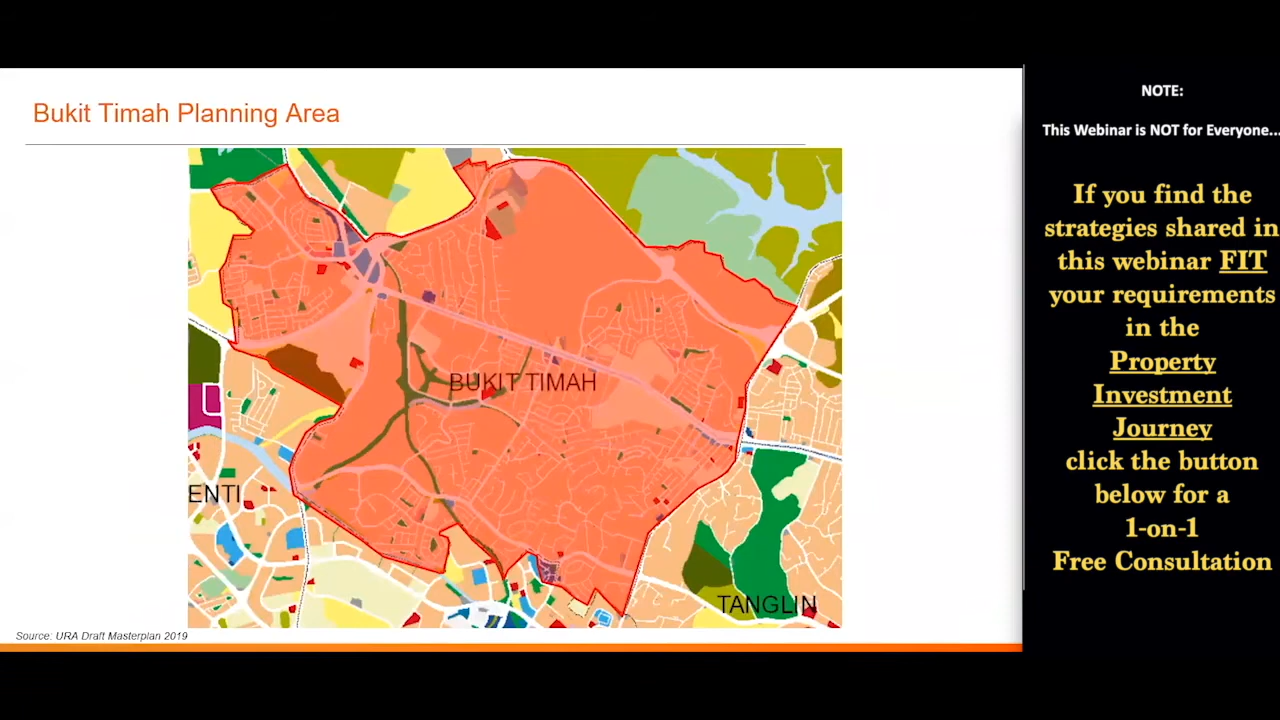 Bukit Timah Planning Area
BUKIT TIMAH
ENTI
TANGLIN
Source: URA Draft Masterplan 2019
NOTE:
This Webinar is NOT for Everyone...
If you find the
strategies shared in
this webinar FIT
your requirements
in the
Property
Investment
Journey
click the button
below for a
1-on-1
Free Consultation